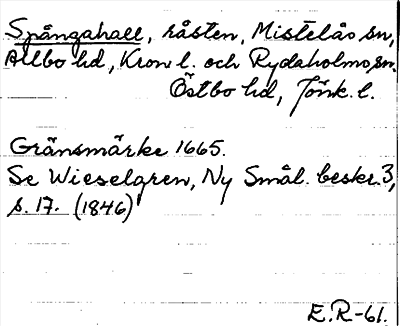 Spångahall, råsten, Mistelås sn,
Allbo hd, Kron l. och Rydaholms sn.
Östbo hd, Jönk. l.
Gränsmärke 1665.
Se Wieselgren, Ny Smål. beskr. 3,
s. 17. (1846)
E.R-61.